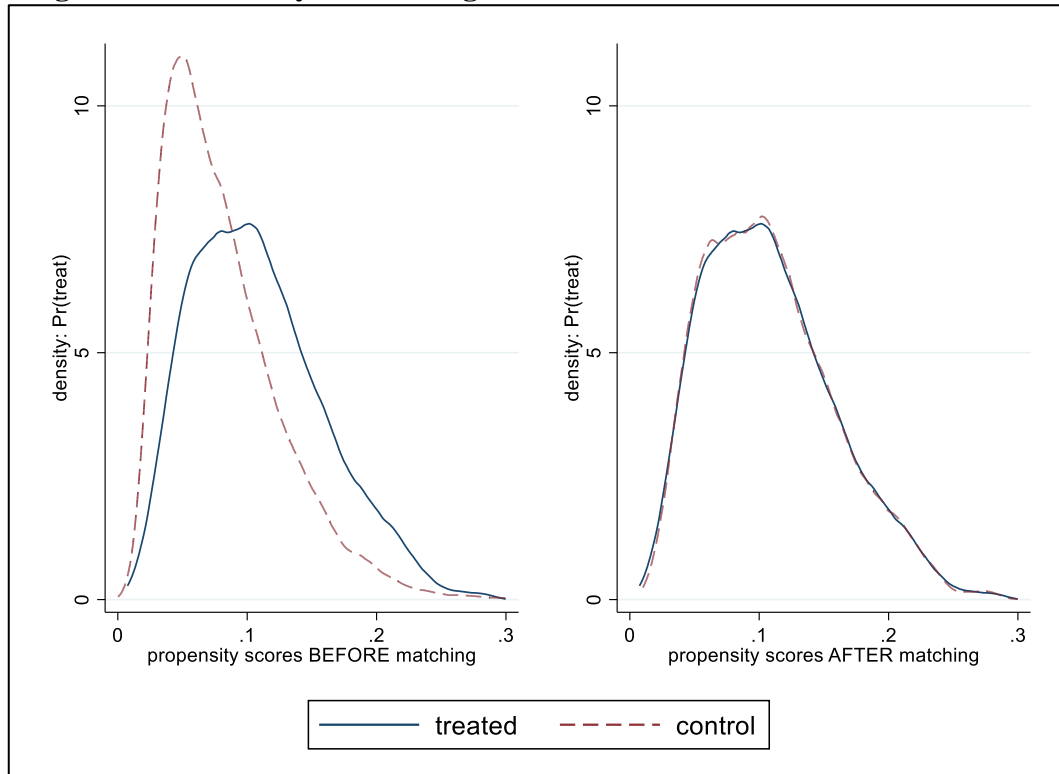 10
5
0
density: Pr(treat)
0 .1 .2 .3
propensity scores BEFORE matching
10
5
0
density: Pr(treat)
0 .1 .2 .3
propensity scores AFTER matching
treated control